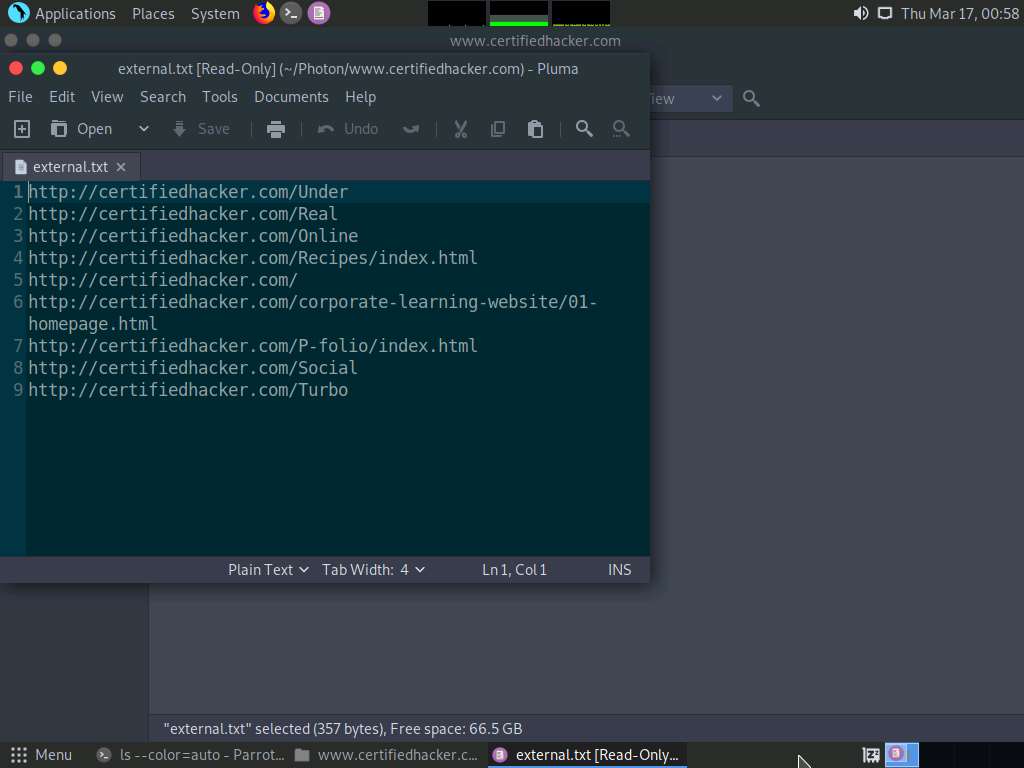 Applications Places System Thu Mar 17, 00:58
www.certifiedhacker.com
external.txt [Read-Only] (~/Photon/www.certifiedhacker.com) - Pluma
File Edit View Search Tools Documents Help
Open Save Undo
external.txt
1 http://certifiedhacker.com/Under
2 http://certifiedhacker.com/Real
3 http://certifiedhacker.com/Online
4 http://certifiedhacker.com/Recipes/index.html
5 http://certifiedhacker.com/
6 http://certifiedhacker.com/corporate-learning-website/01-
homepage.html
7 http://certifiedhacker.com/P-folio/index.html
8 http://certifiedhacker.com/Social
9 http://certifiedhacker.com/Turbo
Plain Text Tab Width: 4 Ln 1, Col 1 INS
"external.txt" selected (357 bytes), Free space: 66.5 GB
Menu ls --color=auto - Parrot... www.certifiedhacker.c... external.txt [Read-Only...